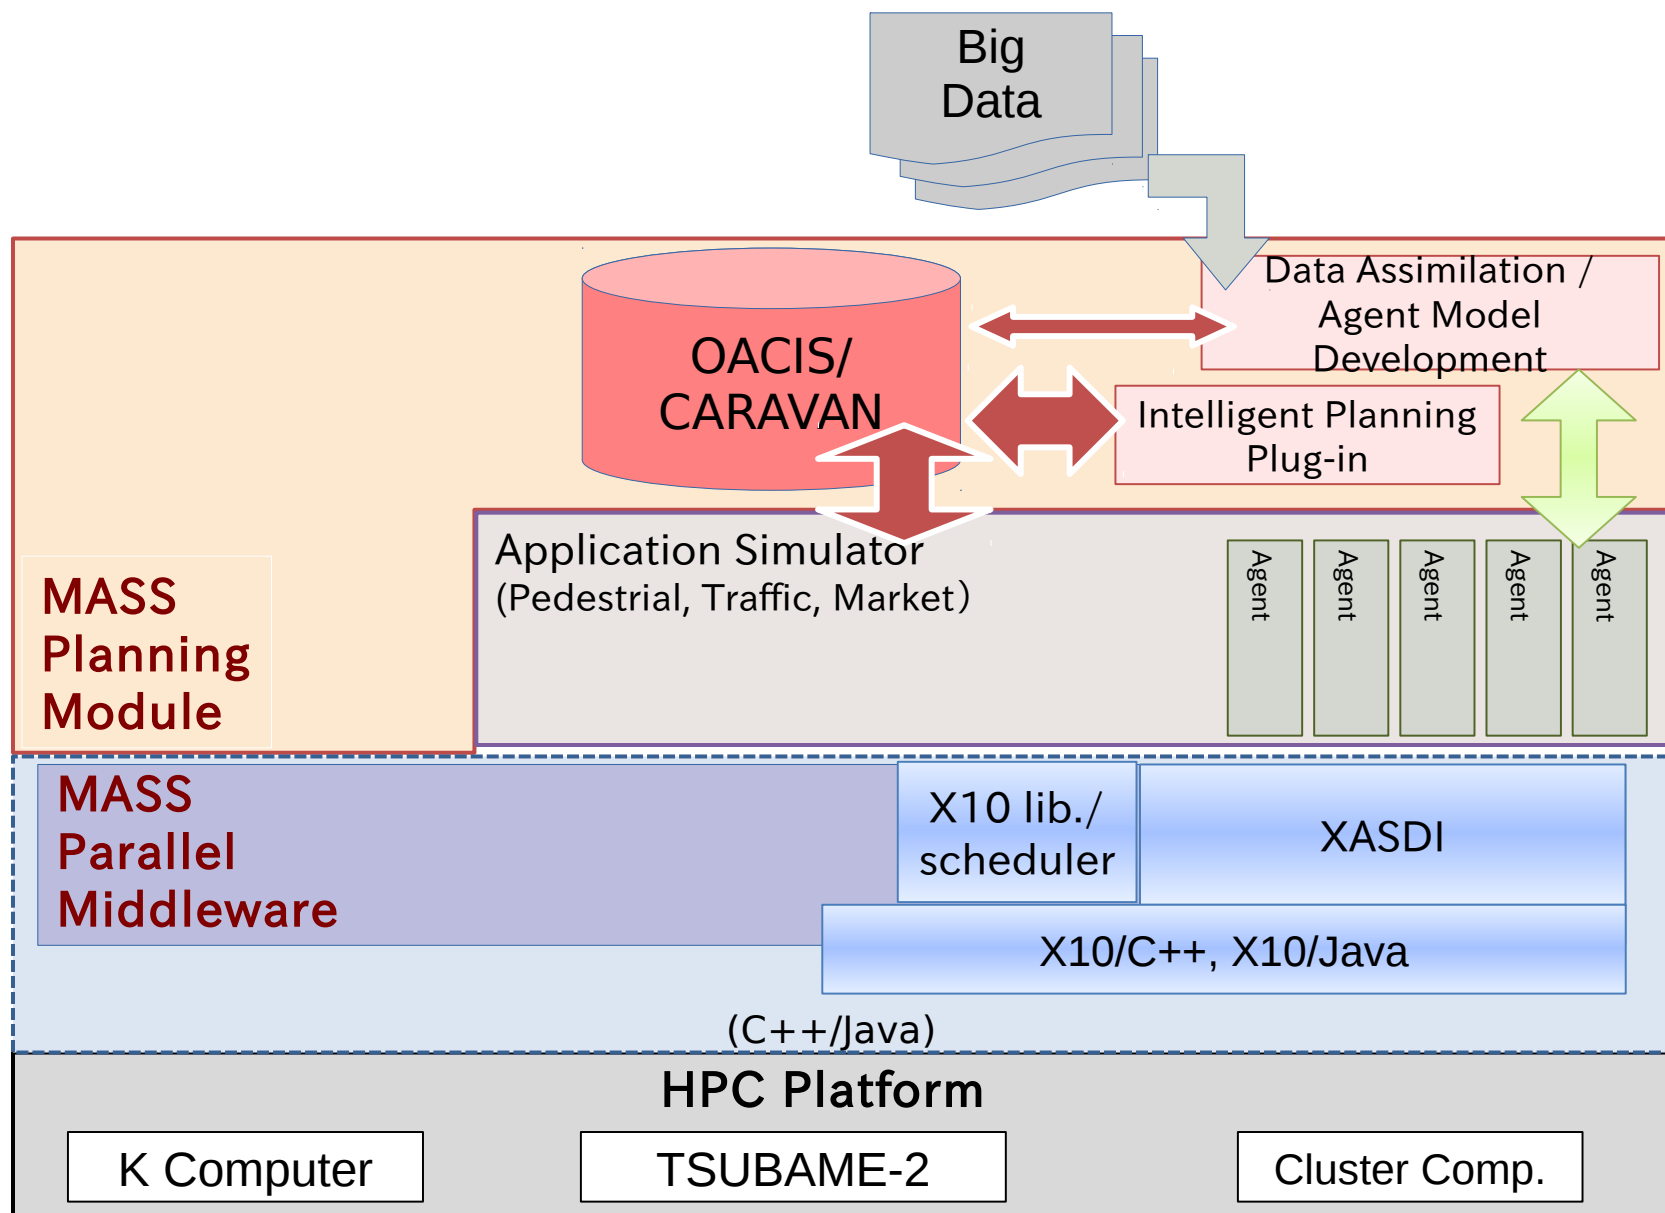 Big
Data
Data Assimilation /
Agent Model
Development
OACIS/
CARAVAN
Intelligent Planning
Plug-in
Application Simulator
(Pedestrial, Traffic, Market）
Agent
Agent
Agent
Agent
Agent
MASS
Planning
Module
MASS
Parallel
Middleware
X10 lib./
scheduler
XASDI
X10/C++, X10/Java
(C++/Java)
HPC Platform
K Computer
TSUBAME-2
Cluster Comp.